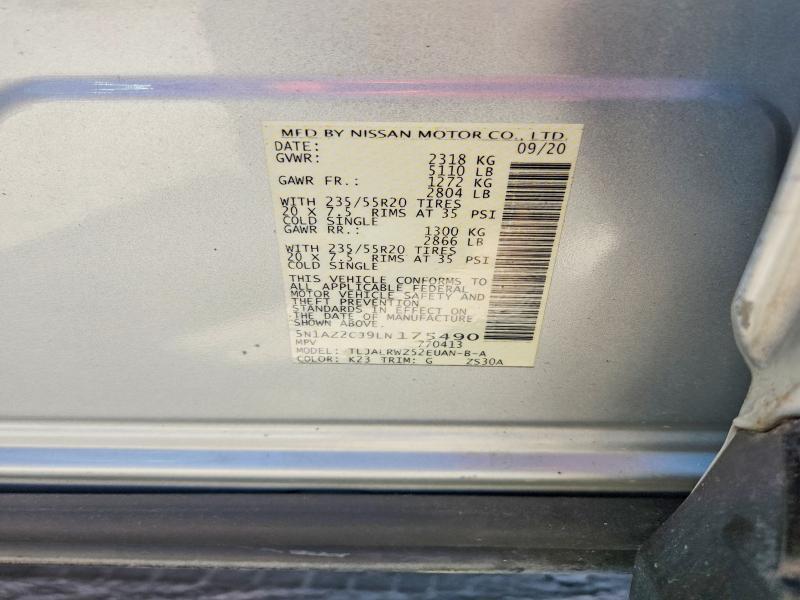 MFD BY NISSAN MOTOR CO., LTD.
DATE: 09/20
GVWR: 2318 KG
5110 LB
GAWR FR.: 1272 KG
2804 LB
WITH 235/55R20 TIRES
20 X 7.5 RIMS AT 35 PSI
COLD SINGLE
GAWR RR.: 1300 KG
2866 LB
WITH 235/55R20 TIRES
20 X 7.5 RIMS AT 35 PSI
COLD SINGLE
THIS VEHICLE CONFORMS TO
ALL APPLICABLE FEDERAL
MOTOR VEHICLE SAFETY AND
THEFT PREVENTION
STANDARDS IN EFFECT ON
THE DATE OF MANUFACTURE
SHOWN ABOVE.
MPV 770413
MODEL: TLJALRWZ52EUAN-B-A
COLOR: K23 TRIM: G ZS30A